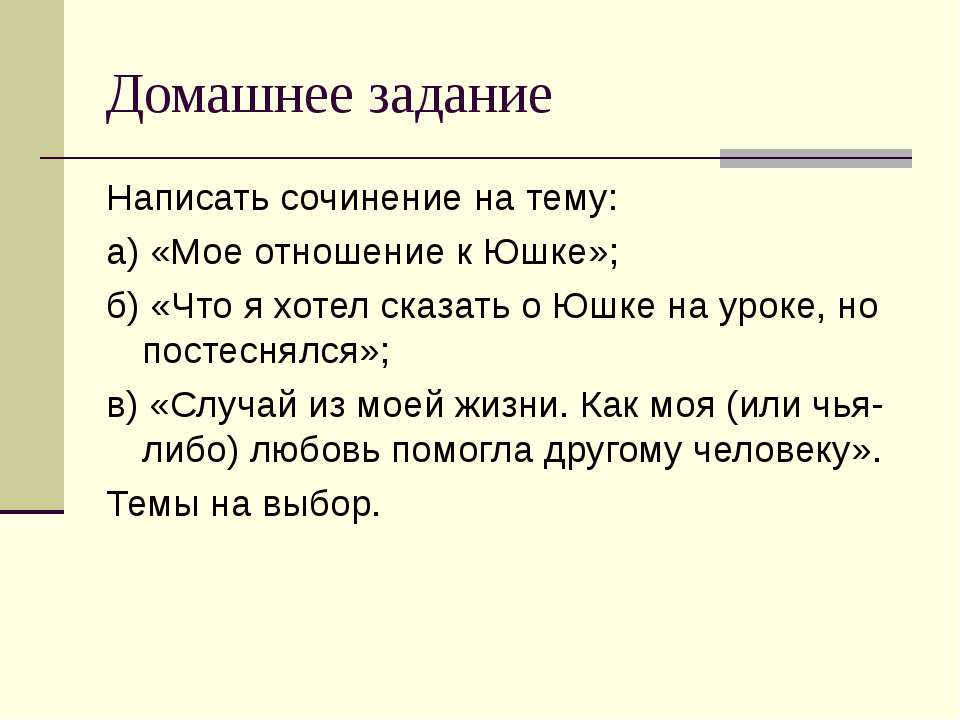 Домашнее задание
Написать сочинение на тему:
а) «Мое отношение к Юшке»;
б) «Что я хотел сказать о Юшке на уроке, но
постеснялся»;
в) «Случай из моей жизни. Как моя (или чья-
либо) любовь помогла другому человеку».
Темы на выбор.